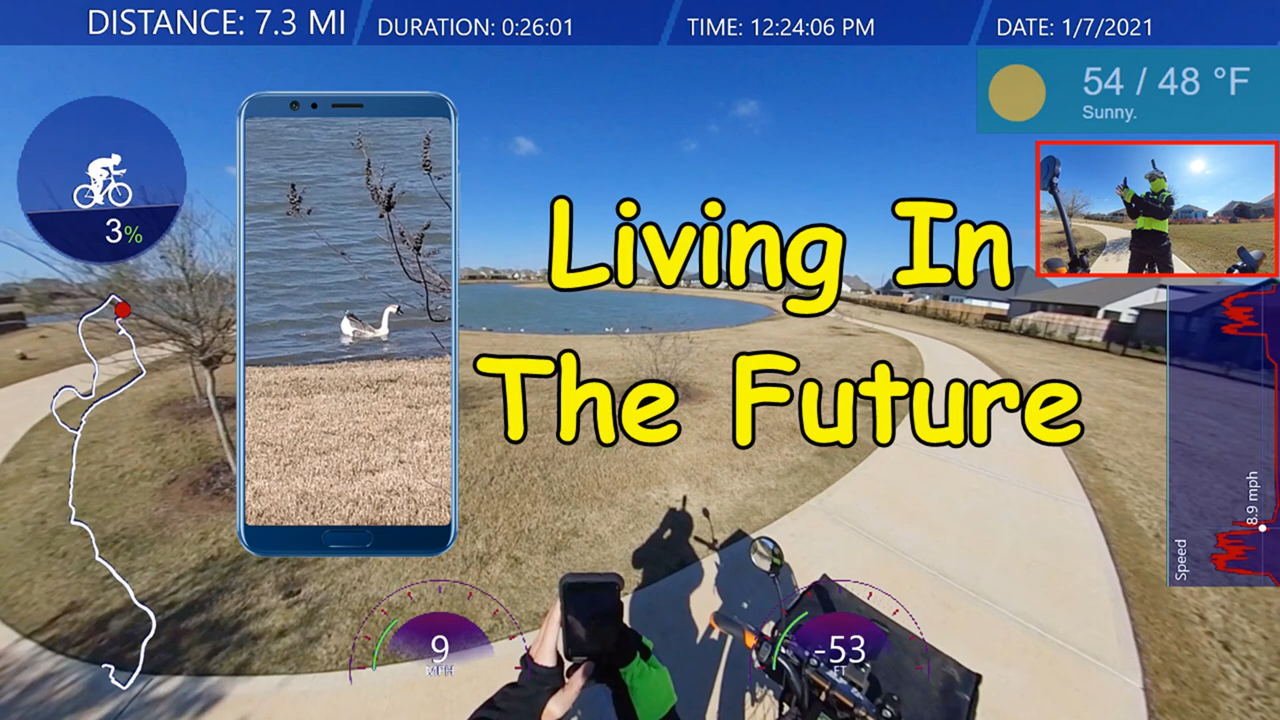 DISTANCE: 7.3 MI
DURATION: 0:26:01
TIME: 12:24:06 PM
DATE: 1/7/2021
54 / 48 °F
Sunny.
3%
Living In
The Future
8.9 mph
Speed
9
MPH
-53
FT